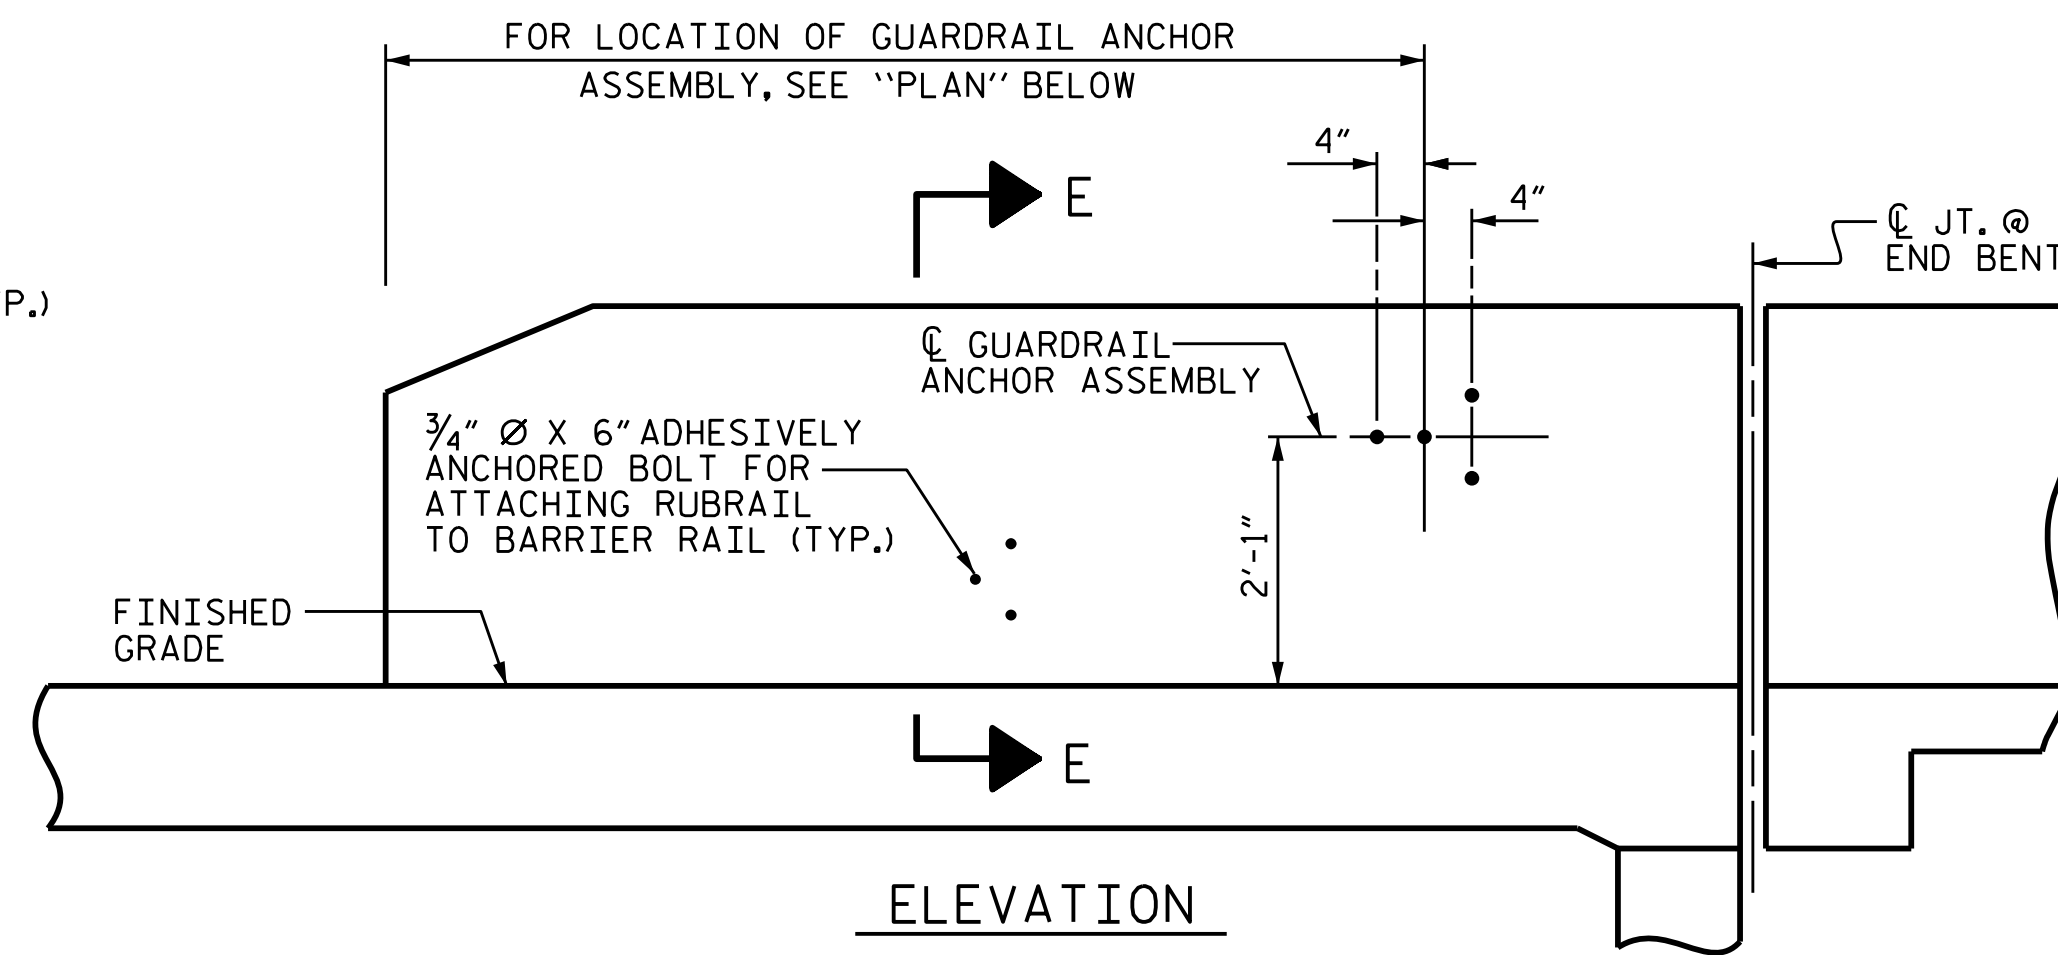 FOR LOCATION OF GUARDRAIL ANCHOR
ASSEMBLY, SEE ‵‵PLAN″ BELOW
4″
E
4″
℄ JT. @
END BENT
P.)
℄ GUARDRAIL
ANCHOR ASSEMBLY
¾″ Ø X 6″ ADHESIVELY
ANCHORED BOLT FOR
ATTACHING RUBRAIL
TO BARRIER RAIL (TYP.)
2′-1″
FINISHED
GRADE
E
ELEVATION